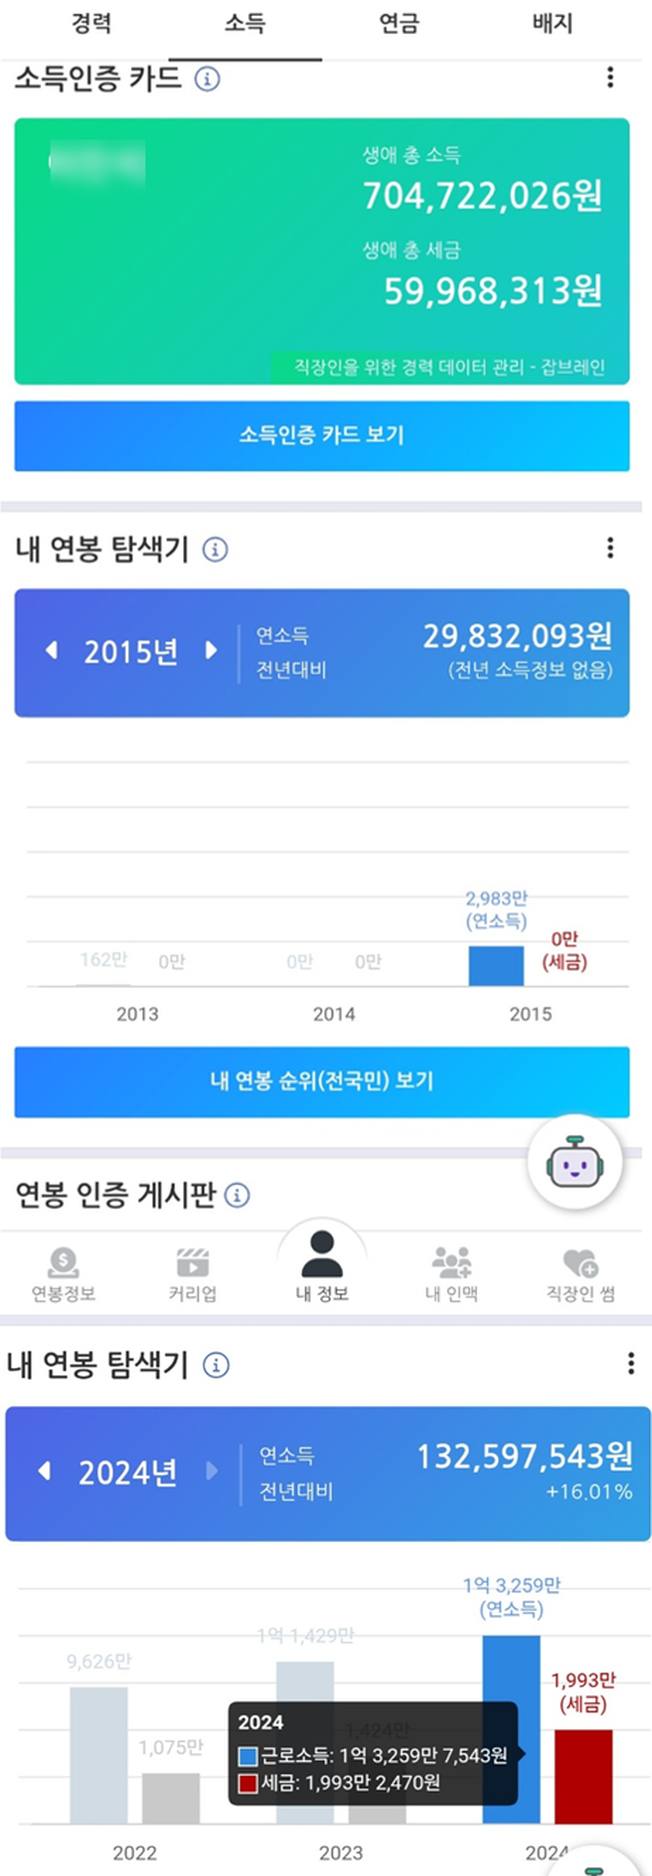 경력 소득 연금 배지
소득인증 카드
생애 총 소득
704,722,026원
생애 총 세금
59,968,313원
직장인을 위한 경력 데이터 관리 - 잡브레인
소득인증 카드 보기
내 연봉 탐색기
2015년
연소득 29,832,093원
전년대비 (전년 소득정보 없음)
2,983만
(연소득)
0만
(세금)
162만 0만 0만 0만
2013 2014 2015
내 연봉 순위(전국민) 보기
연봉 인증 게시판
연봉정보 커리업 내 정보 내 인맥 직장인 썸
내 연봉 탐색기
2024년
연소득 132,597,543원
전년대비 +16.01%
1억 3,259만
(연소득)
1억 1,429만
9,626만
1,993만
(세금)
1,075만
1,424만
2024
근로소득: 1억 3,259만 7,543원
세금: 1,993만 2,470원
2022 2023 2024